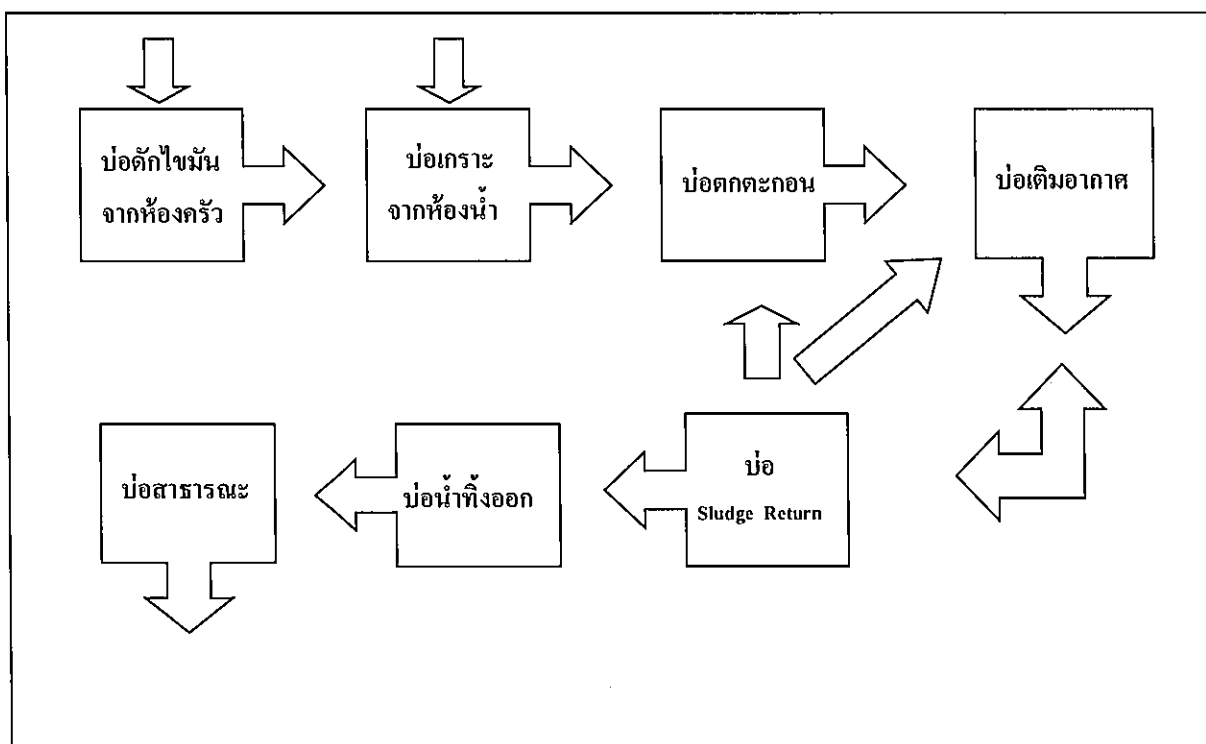 บ่อดักไขมัน
จากห้องครัว
บ่อเกราะ
จากห้องน้ำ
บ่อตกตะกอน
บ่อเติมอากาศ
บ่อสาธารณะ
บ่อน้ำทิ้งออก
บ่อ
Sludge Return